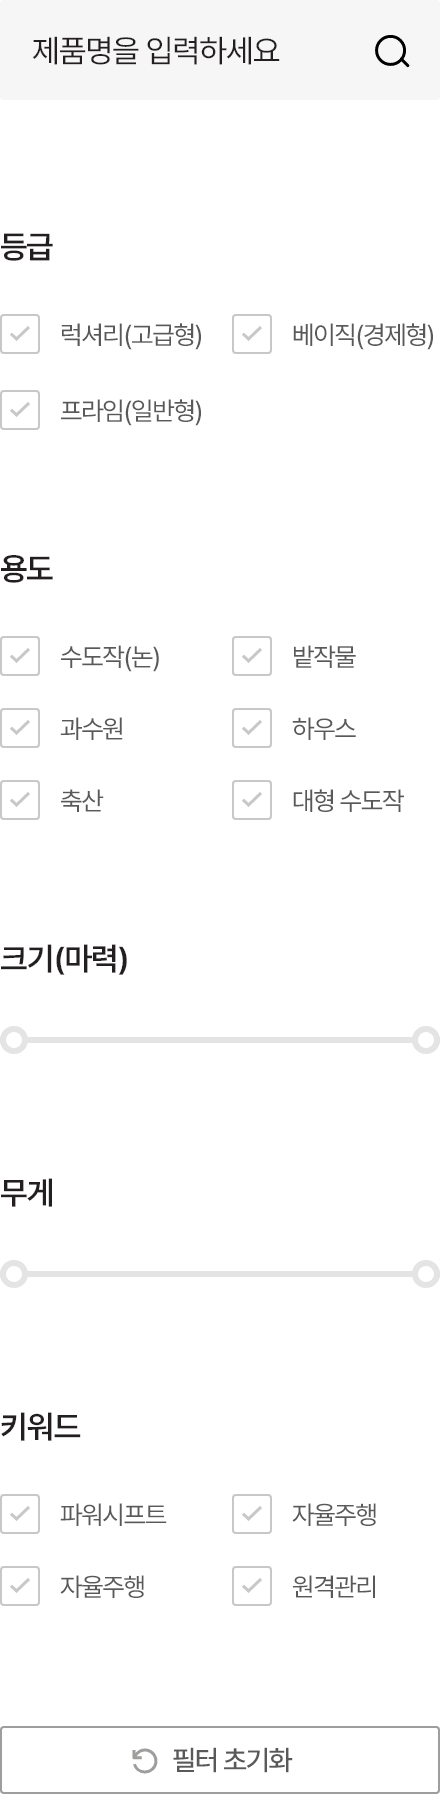 제품명을 입력하세요
등급
럭셔리(고급형) 베이직(경제형)
프라임(일반형)
용도
수도작(논) 밭작물
과수원 하우스
축산 대형 수도작
크기(마력)
무게
키워드
파워시프트 자율주행
자율주행 원격관리
필터 초기화